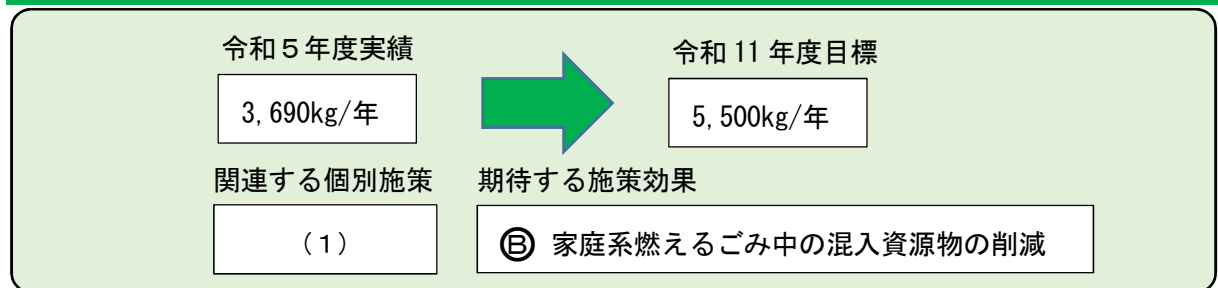 令和５年度実績
令和 11 年度目標
3,690kg/年
5,500kg/年
関連する個別施策
期待する施策効果
（１）
Ⓑ 家庭系燃えるごみ中の混入資源物の削減